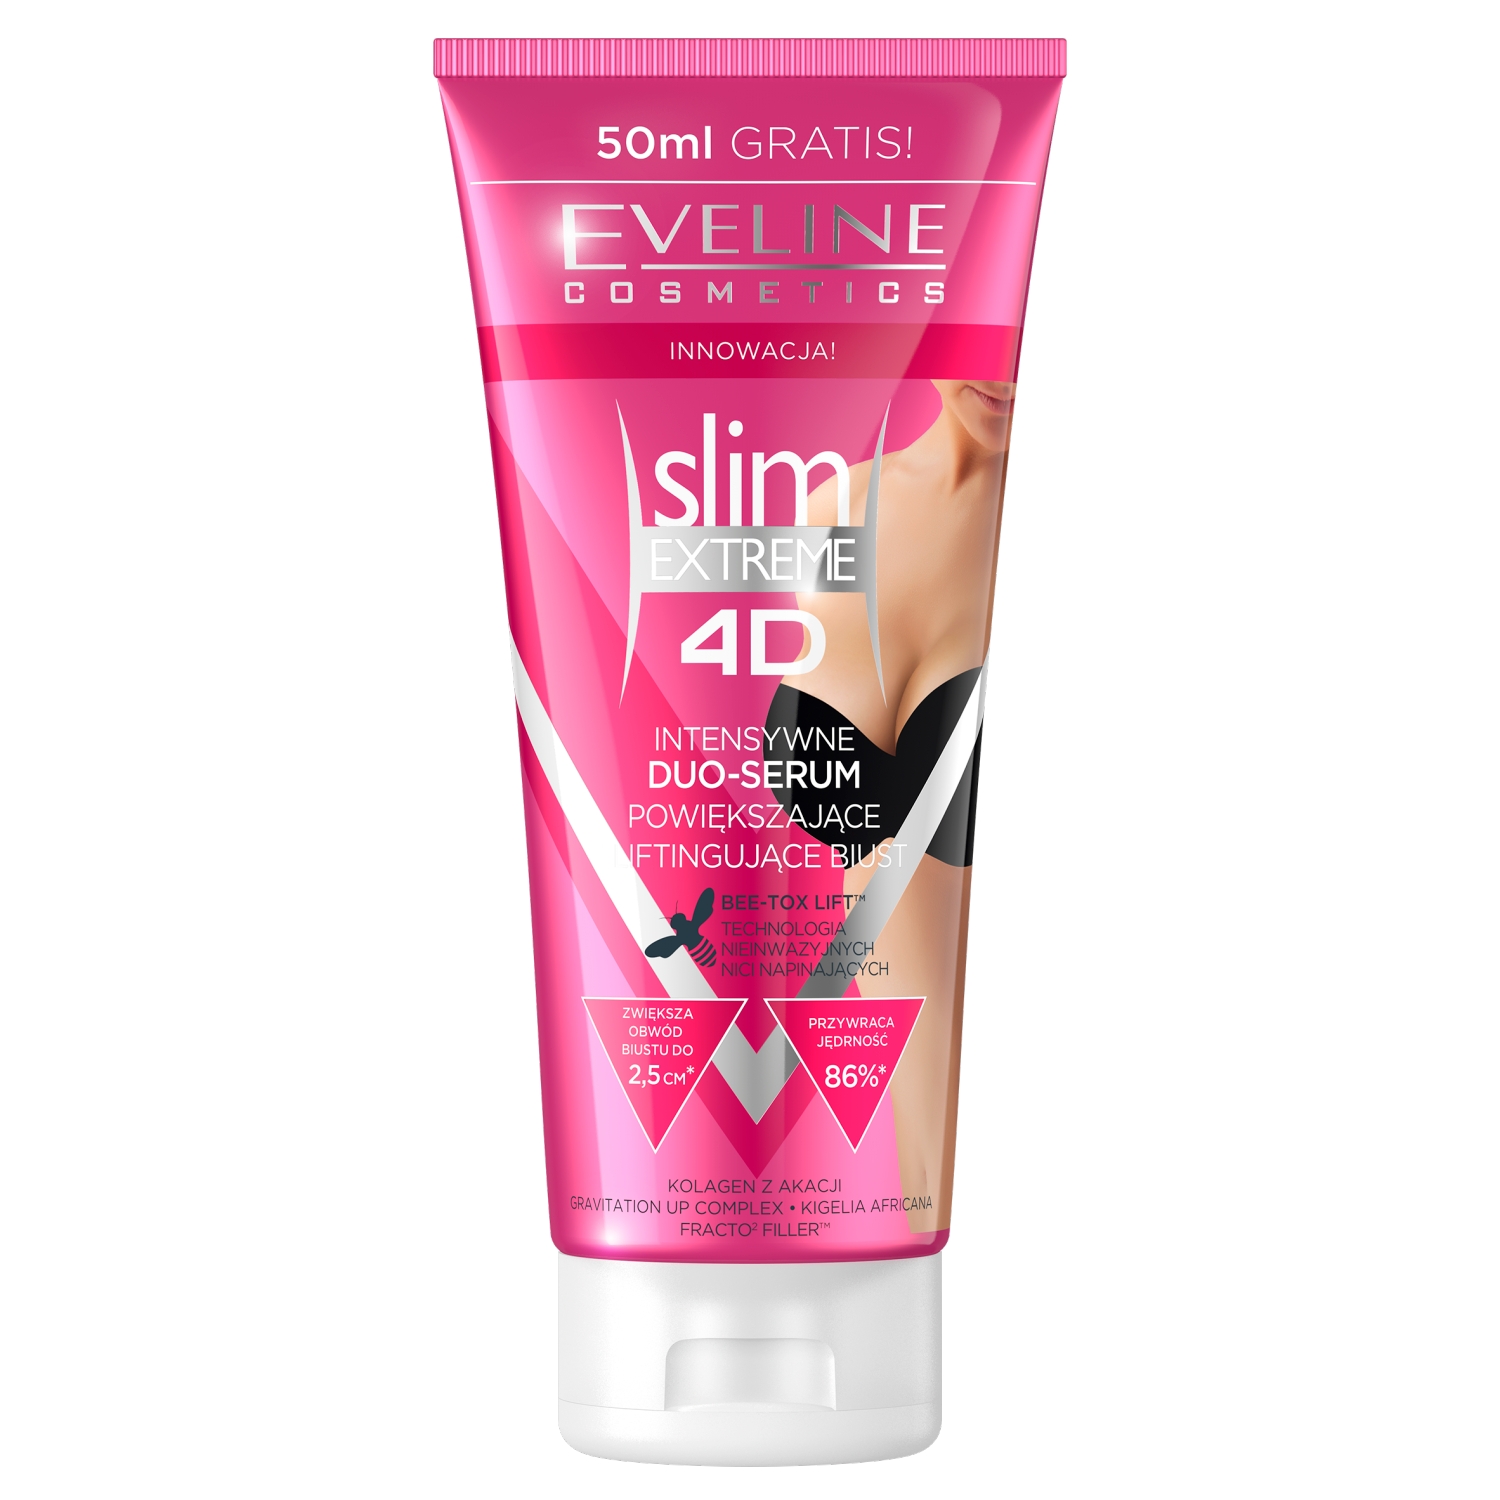 50ml GRATIS!
EVELINE
COSMETICS
INNOWACJA!
slim
EXTREME
4D
INTENSYWNE
DUO-SERUM
POWIĘKSZAJĄCE
LIFTINGUJĄCE BIUST
BEE-TOX LIFT™
TECHNOLOGIA
NIEINWAZYJNYCH
NICI NAPINAJĄCYCH
ZWIĘKSZA
OBWÓD
BIUSTU DO
2,5 CM*
PRZYWRACA
JĘDRNOŚĆ
86%*
KOLAGEN Z AKACJI
GRAVITATION UP COMPLEX • KIGELIA AFRICANA
FRACTO² FILLER™